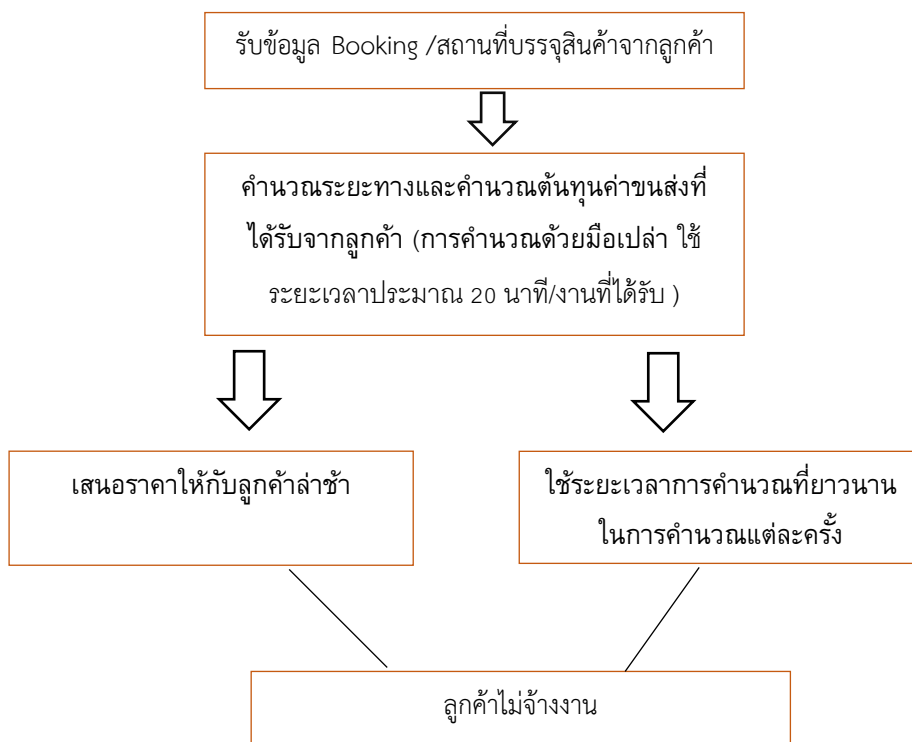 รับข้อมูล Booking /สถานที่บรรจุสินค้าจากลูกค้า
คำนวณระยะทางและคำนวณต้นทุนค่าขนส่งที่
ได้รับจากลูกค้า (การคำนวณด้วยมือเปล่า ใช้
ระยะเวลาประมาณ 20 นาที/งานที่ได้รับ )
เสนอราคาให้กับลูกค้าล่าช้า
ใช้ระยะเวลาการคำนวณที่ยาวนาน
ในการคำนวณแต่ละครั้ง
ลูกค้าไม่จ้างงาน